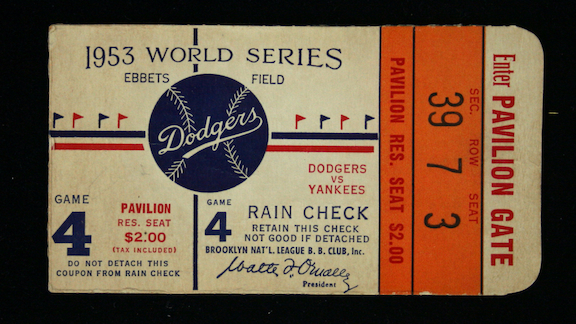 1953 WORLD SERIES
EBBETS FIELD
Dodgers
DODGERS
VS
YANKEES
GAME
4
PAVILION
RES. SEAT
$2.00
(TAX INCLUDED)
DO NOT DETACH THIS
COUPON FROM RAIN CHECK
GAME
4
RAIN CHECK
RETAIN THIS CHECK
NOT GOOD IF DETACHED
BROOKLYN NAT'L. LEAGUE B. B. CLUB, Inc.
Walter F. O'Malley
President
PAVILION RES. SEAT $2.00
SEC. ROW SEAT
39 7 3
Enter PAVILION GATE